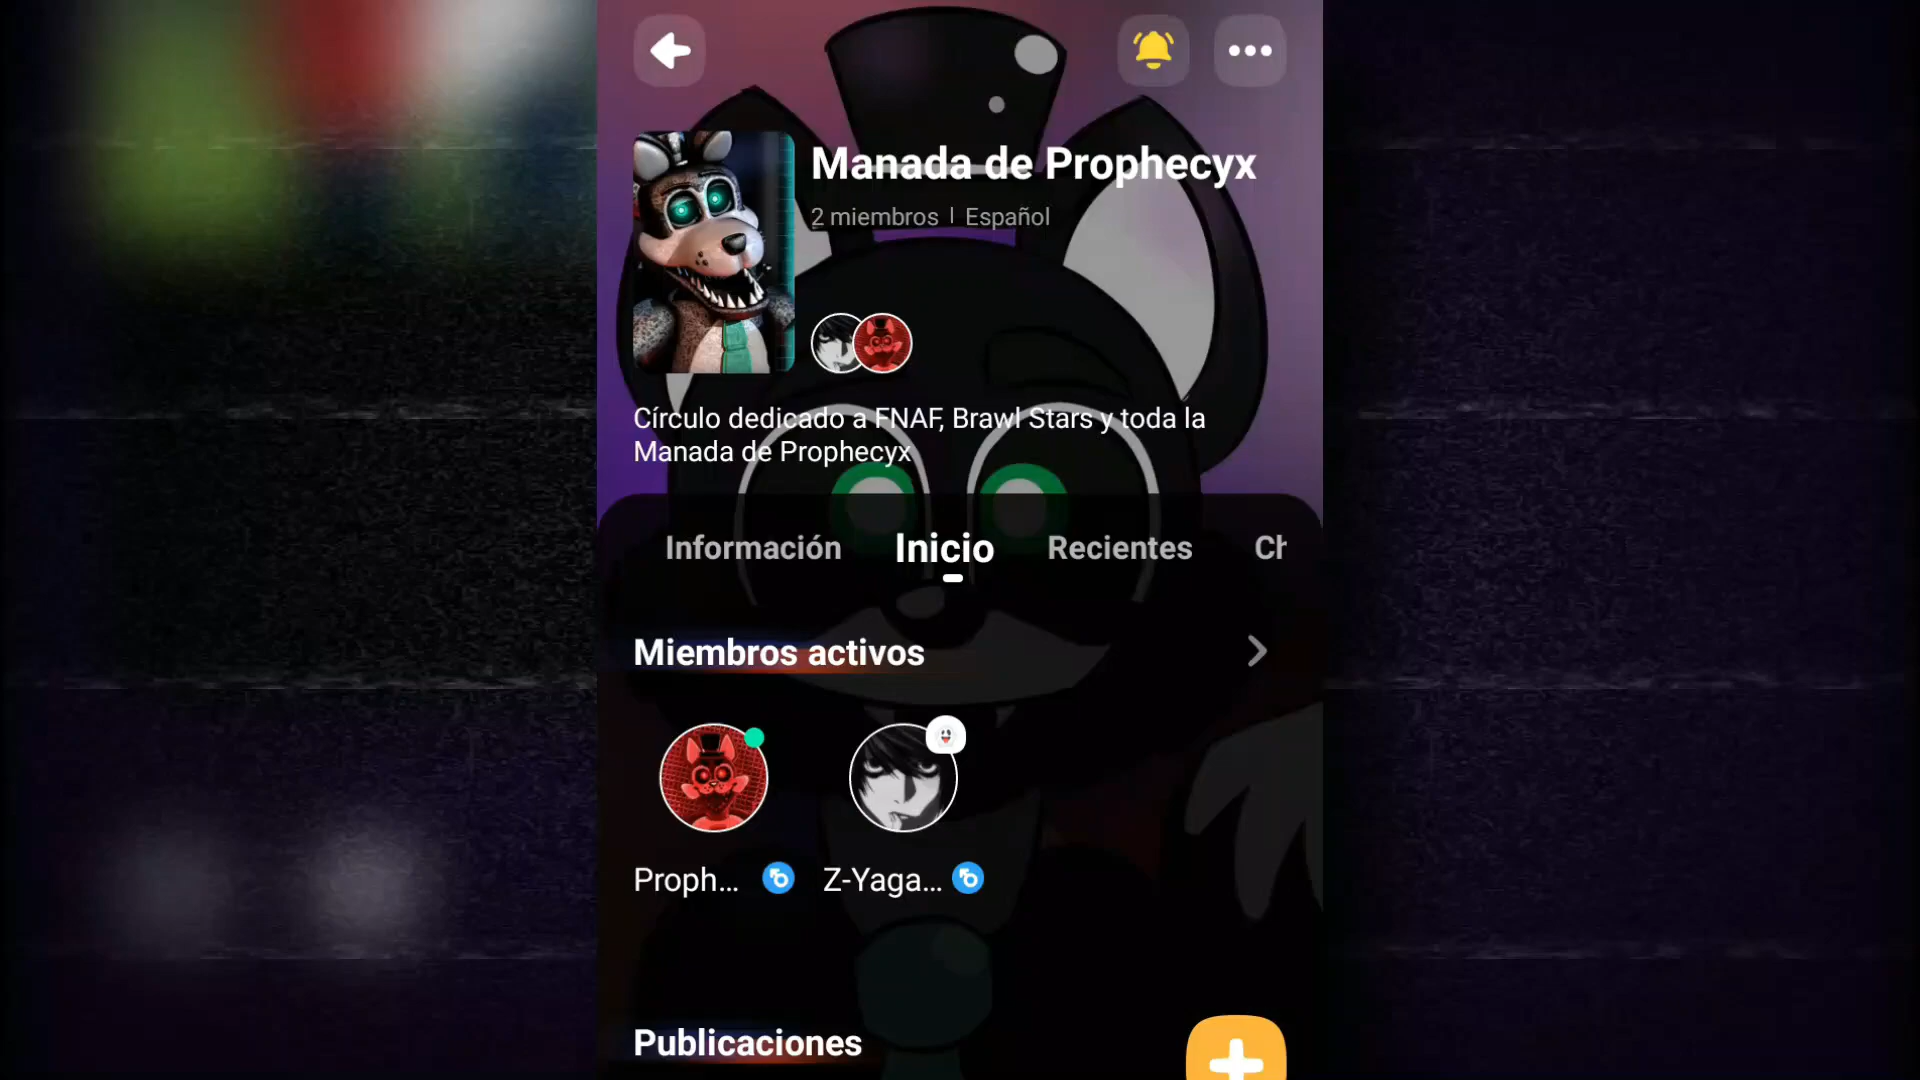 Manada de Prophecyx
2 miembros | Español
Círculo dedicado a FNAF, Brawl Stars y toda la
Manada de Prophecyx
Información Inicio Recientes Ch
Miembros activos
Proph... Z-Yaga...
Publicaciones